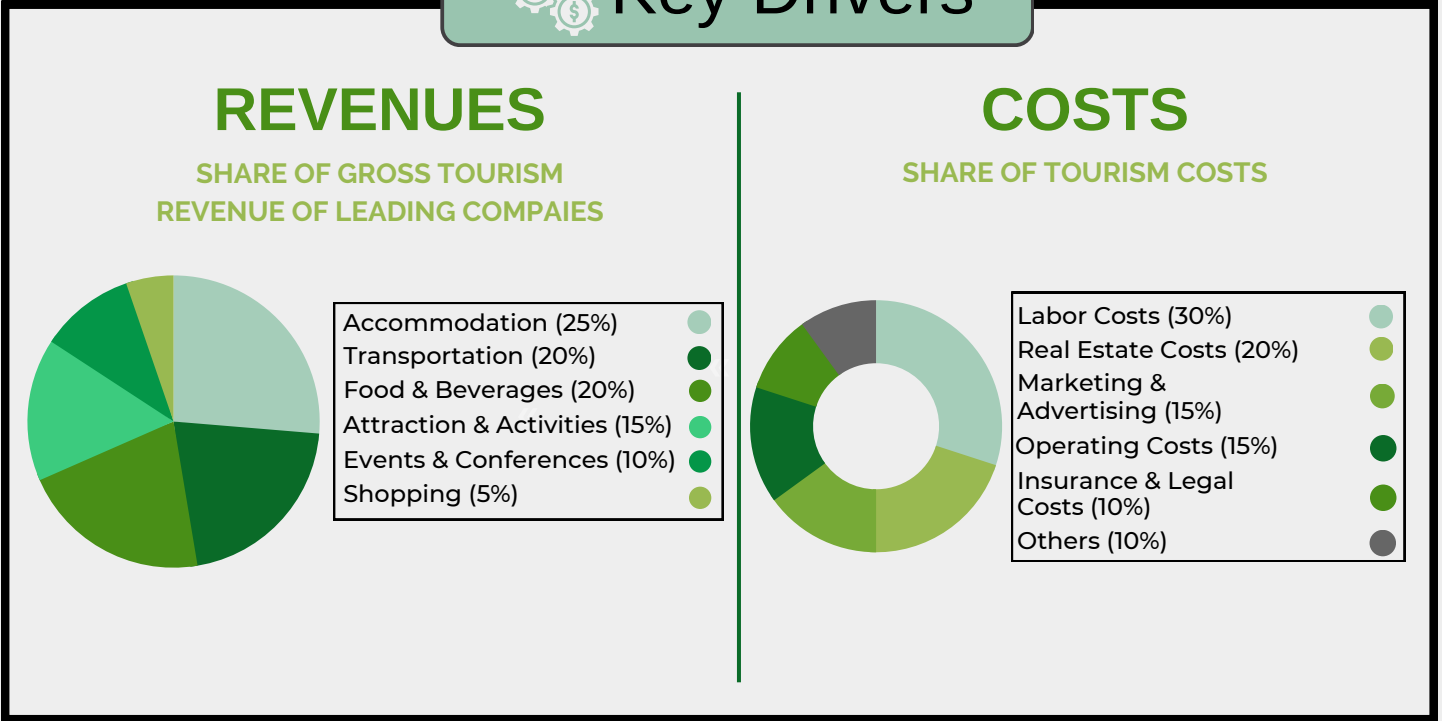 Key Drivers
REVENUES
SHARE OF GROSS TOURISM
REVENUE OF LEADING COMPAIES
Accommodation (25%)
Transportation (20%)
Food & Beverages (20%)
Attraction & Activities (15%)
Events & Conferences (10%)
Shopping (5%)
COSTS
SHARE OF TOURISM COSTS
Labor Costs (30%)
Real Estate Costs (20%)
Marketing &
Advertising (15%)
Operating Costs (15%)
Insurance & Legal
Costs (10%)
Others (10%)